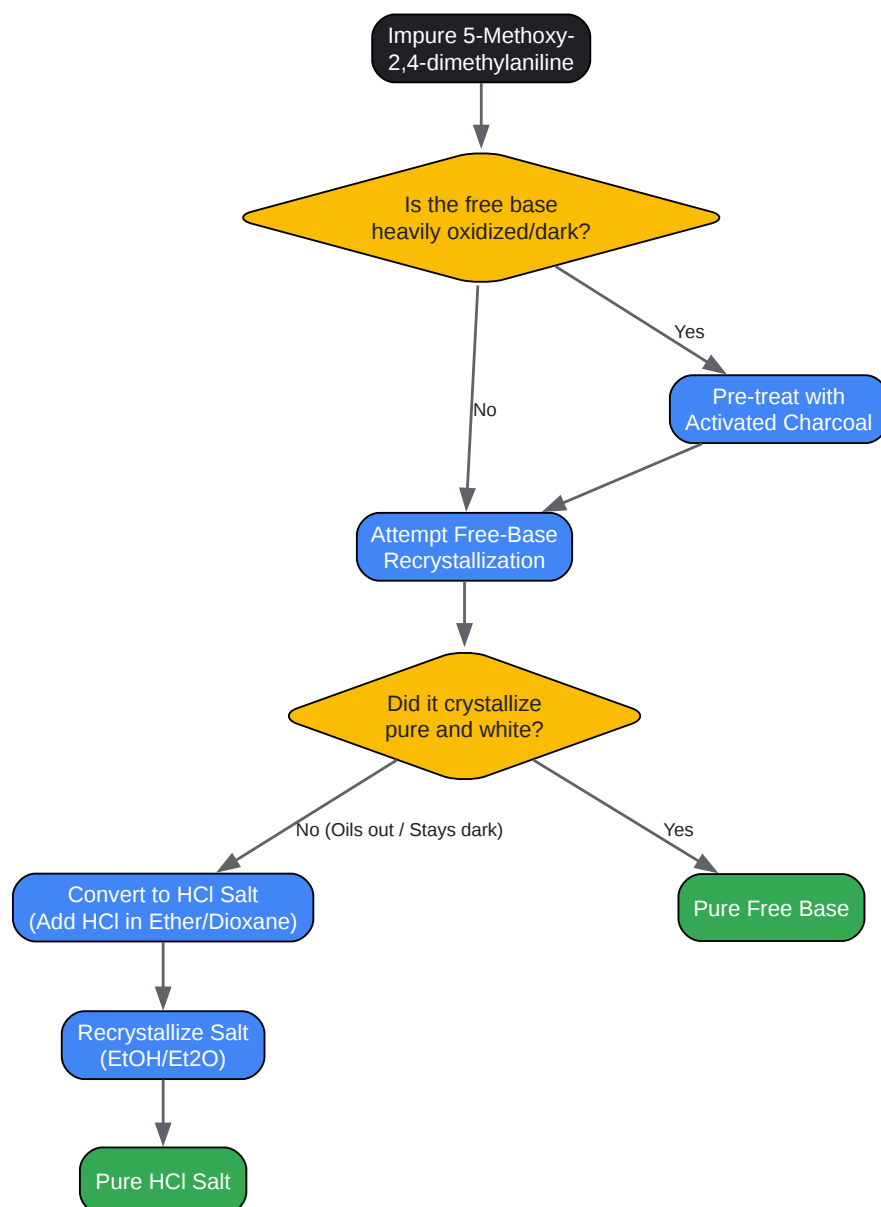 Impure 5-Methoxy-
2,4-dimethylaniline
Is the free base
heavily oxidized/dark?
Yes
Pre-treat with
Activated Charcoal
No
Attempt Free-Base
Recrystallization
Did it crystallize
pure and white?
No (Oils out / Stays dark)
Yes
Convert to HCl Salt
(Add HCl in Ether/Dioxane)
Pure Free Base
Recrystallize Salt
(EtOH/Et2O)
Pure HCl Salt